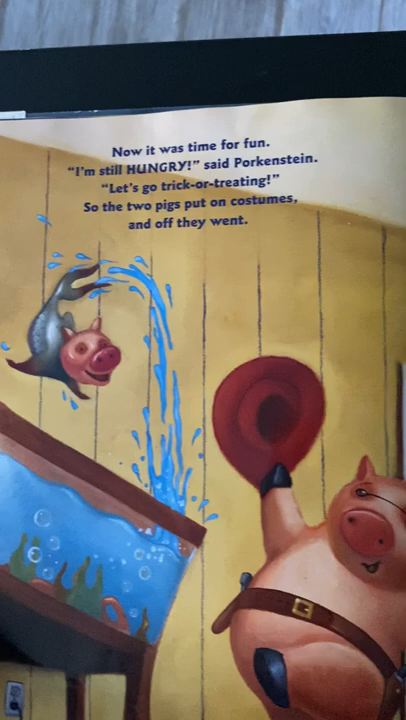 Now it was time for fun.
"I'm still HUNGRY!" said Porkenstein.
"Let's go trick-or-treating!"
So the two pigs put on costumes,
and off they went.